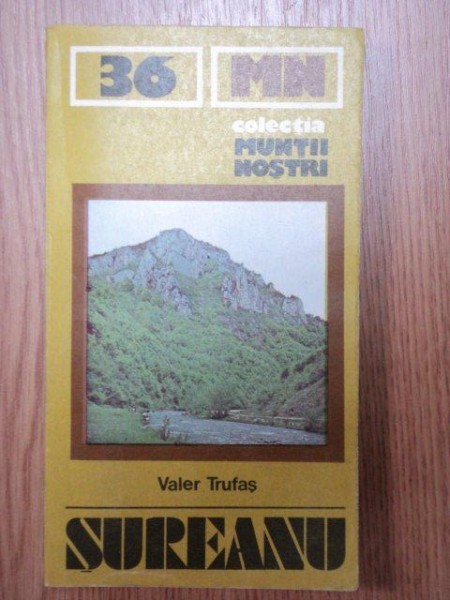 36 MN
colecția
MUNȚII
NOȘTRI
Valer Trufaș
ȘUREANU